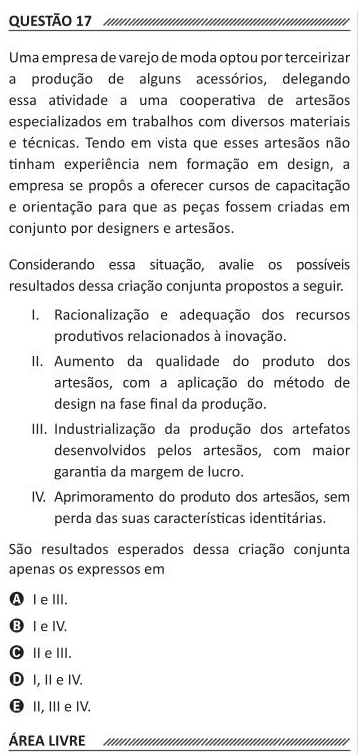 QUESTÃO 17
Uma empresa de varejo de moda optou por terceirizar
a produção de alguns acessórios, delegando
essa atividade a uma cooperativa de artesãos
especializados em trabalhos com diversos materiais
e técnicas. Tendo em vista que esses artesãos não
tinham experiência nem formação em design, a
empresa se propôs a oferecer cursos de capacitação
e orientação para que as peças fossem criadas em
conjunto por designers e artesãos.
Considerando essa situação, avalie os possíveis
resultados dessa criação conjunta propostos a seguir.
I. Racionalização e adequação dos recursos
produtivos relacionados à inovação.
II. Aumento da qualidade do produto dos
artesãos, com a aplicação do método de
design na fase final da produção.
III. Industrialização da produção dos artefatos
desenvolvidos pelos artesãos, com maior
garantia da margem de lucro.
IV. Aprimoramento do produto dos artesãos, sem
perda das suas características identitárias.
São resultados esperados dessa criação conjunta
apenas os expressos em
A I e III.
B I e IV.
C II e III.
D I, II e IV.
E II, III e IV.
ÁREA LIVRE